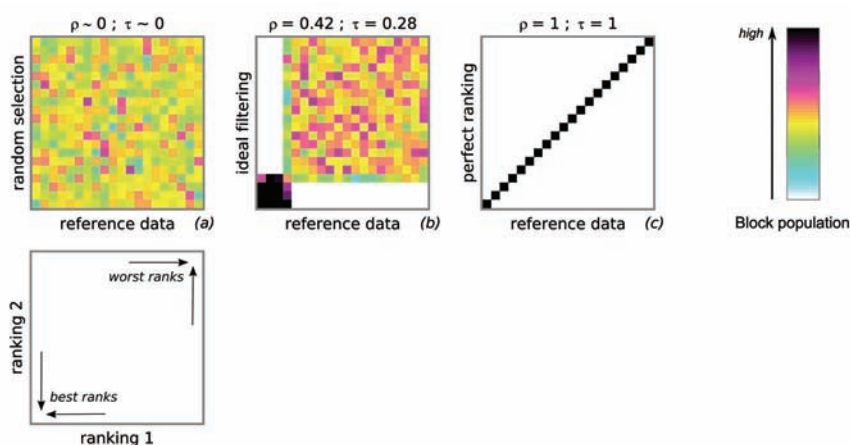 ρ ~ 0 ; τ ~ 0
random selection
reference data
(a)
ρ = 0.42 ; τ = 0.28
ideal filtering
reference data
(b)
ρ = 1 ; τ = 1
perfect ranking
reference data
(c)
high
Block population
worst ranks
ranking 2
best ranks
ranking 1